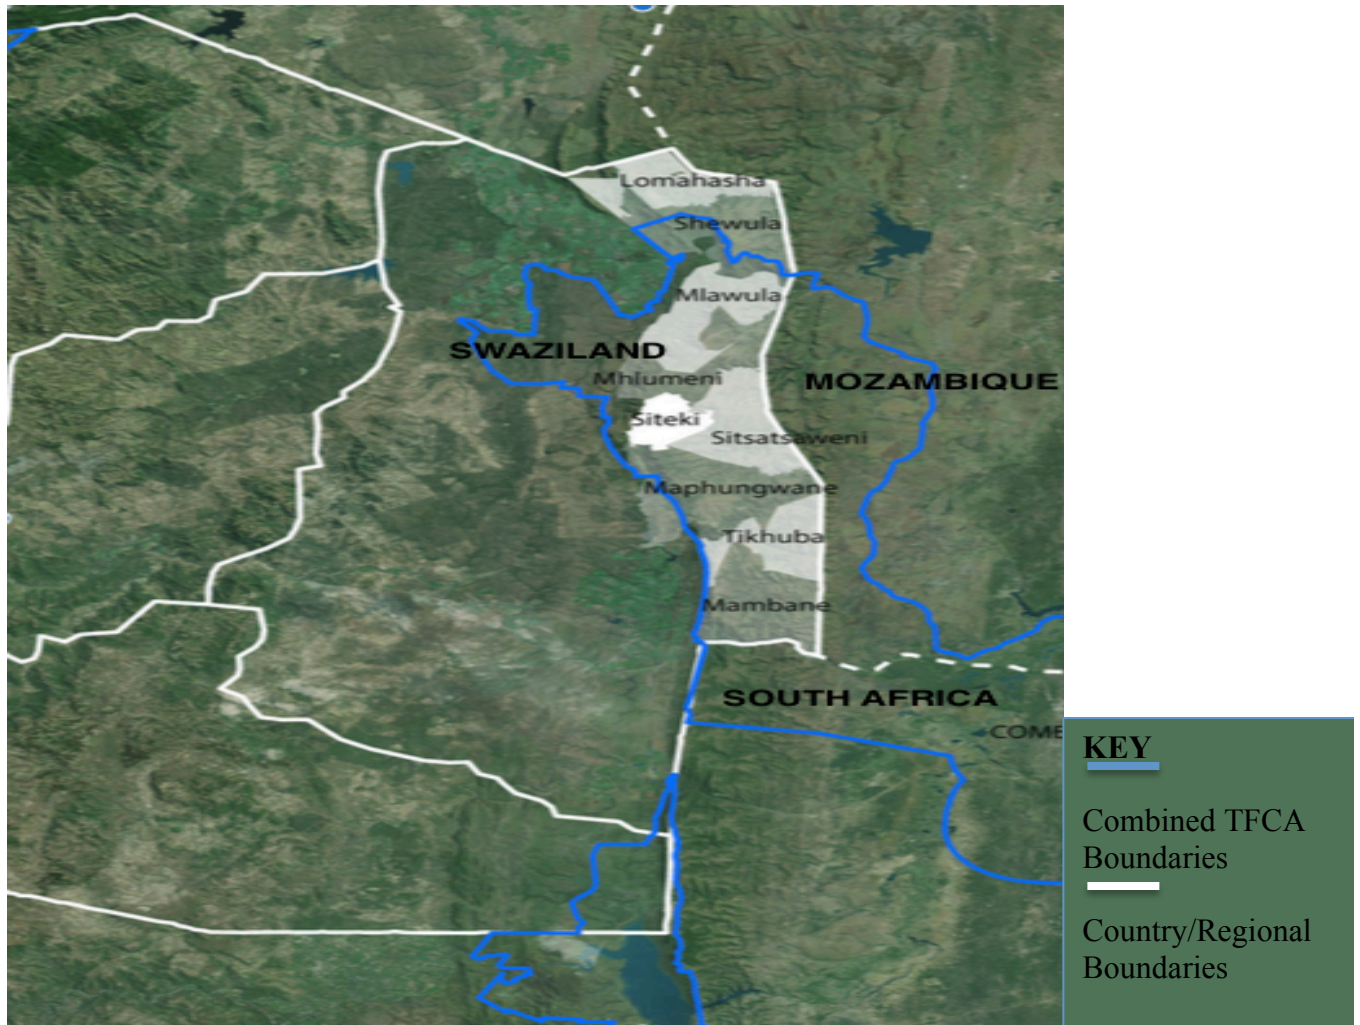 Lomahasha
Shewula
Mlawula
SWAZILAND
Mhlumeni
MOZAMBIQUE
Siteki
Sitsatsaweni
Maphungwane
Tikhuba
Mambane
SOUTH AFRICA
COME
KEY
Combined TFCA
Boundaries
Country/Regional
Boundaries